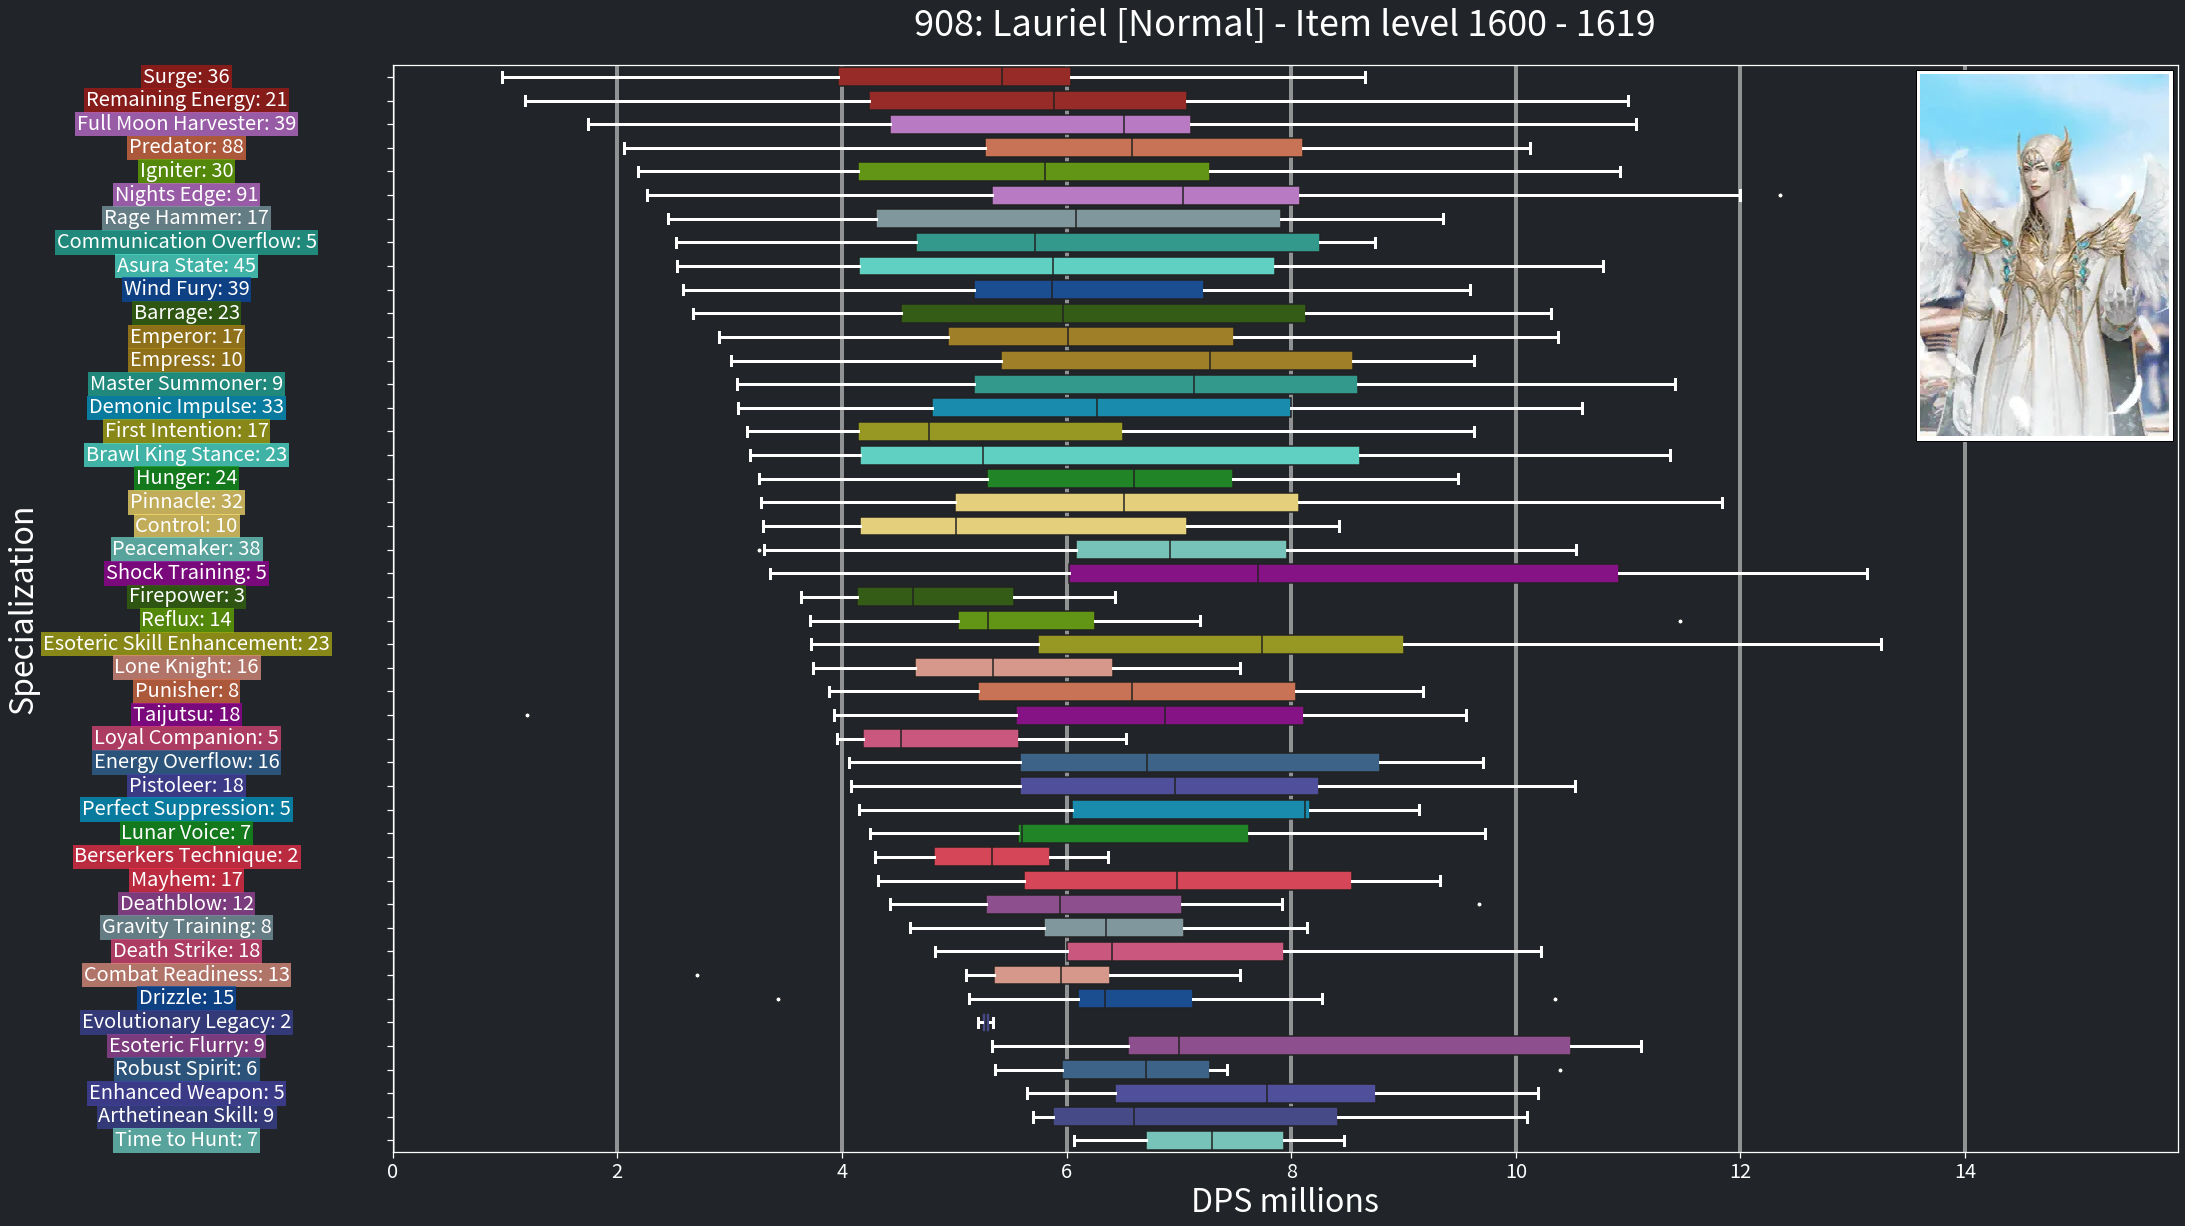 908: Lauriel [Normal] - Item level 1600 - 1619
Surge: 36
Remaining Energy: 21
Full Moon Harvester: 39
Predator: 88
Igniter: 30
Nights Edge: 91
Rage Hammer: 17
Communication Overflow: 5
Asura State: 45
Wind Fury: 39
Barrage: 23
Emperor: 17
Empress: 10
Master Summoner: 9
Demonic Impulse: 33
First Intention: 17
Brawl King Stance: 23
Hunger: 24
Pinnacle: 32
Control: 10
Peacemaker: 38
Shock Training: 5
Firepower: 3
Reflux: 14
Esoteric Skill Enhancement: 23
Lone Knight: 16
Punisher: 8
Taijutsu: 18
Loyal Companion: 5
Energy Overflow: 16
Pistoleer: 18
Perfect Suppression: 5
Lunar Voice: 7
Berserkers Technique: 2
Mayhem: 17
Deathblow: 12
Gravity Training: 8
Death Strike: 18
Combat Readiness: 13
Drizzle: 15
Evolutionary Legacy: 2
Esoteric Flurry: 9
Robust Spirit: 6
Enhanced Weapon: 5
Arthetinean Skill: 9
Time to Hunt: 7
Specialization
0 2 4 6 8 10 12 14
DPS millions